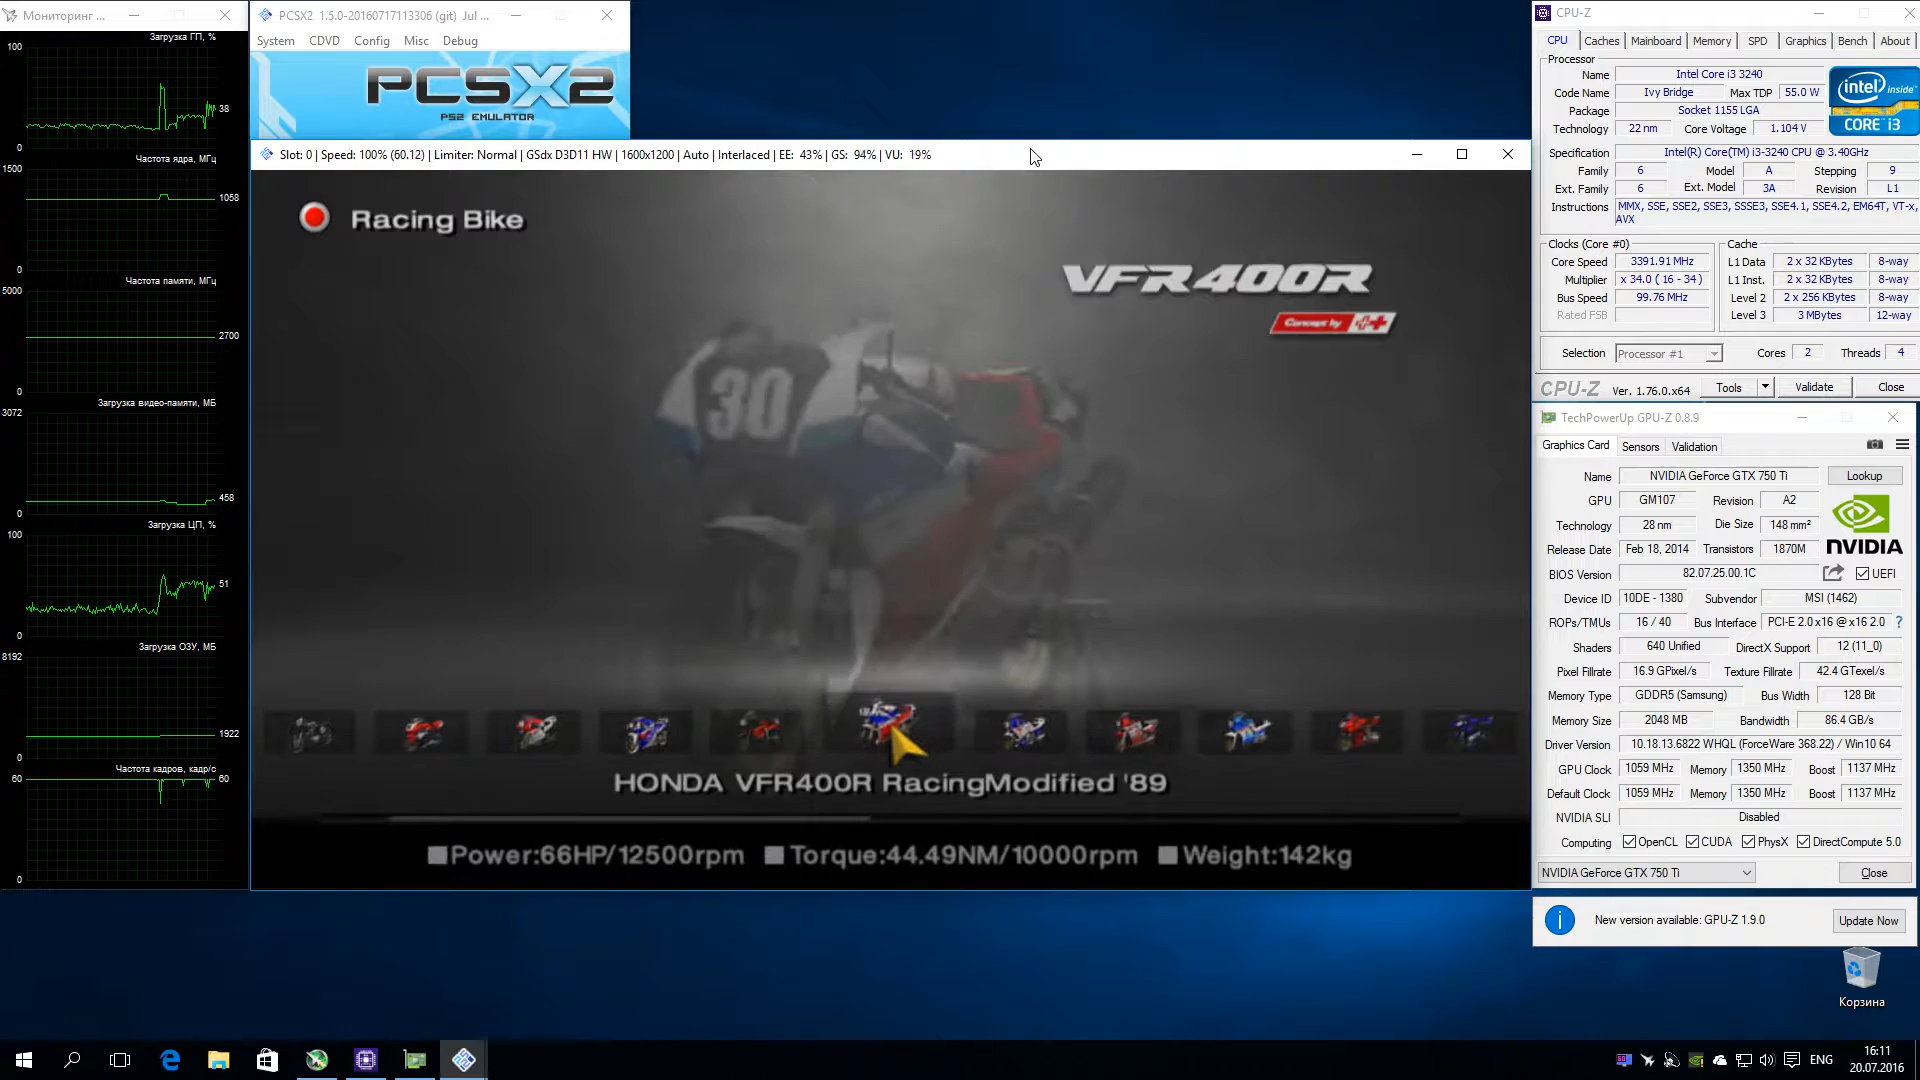 Мониторинг ...
Загрузка ГП, %
100
38
0
Частота ядра, МГц
1500
1058
0
Частота памяти, МГц
5000
2700
0
Загрузка видео-памяти, МБ
3072
458
0
Загрузка ЦП, %
100
51
0
Загрузка ОЗУ, МБ
8192
1922
0
Частота кадров, кадр/с
60
60
0
PCSX2 1.5.0-20160717113306 (git) Jul ...
System CDVD Config Misc Debug
PCSX2
PS2 EMULATOR
Slot: 0 | Speed: 100% (60.12) | Limiter: Normal | GSdx D3D11 HW | 1600x1200 | Auto | Interlaced | EE: 43% | GS: 94% | VU: 19%
Racing Bike
VFR400R
Concept by
30
HONDA VFR400R RacingModified '89
Power:66HP/12500rpm Torque:44.49NM/10000rpm Weight:142kg
CPU-Z
CPU Caches Mainboard Memory SPD Graphics Bench About
Processor
Name Intel Core i3 3240
Code Name Ivy Bridge Max TDP 55.0 W
Package Socket 1155 LGA
Technology 22 nm Core Voltage 1.104 V
intel inside
CORE i3
Specification Intel(R) Core(TM) i3-3240 CPU @ 3.40GHz
Family 6 Model A Stepping 9
Ext. Family 6 Ext. Model 3A Revision L1
Instructions MMX, SSE, SSE2, SSE3, SSSE3, SSE4.1, SSE4.2, EM64T, VT-x,
AVX
Clocks (Core #0) Cache
Core Speed 3391.91 MHz L1 Data 2 x 32 KBytes 8-way
Multiplier x 34.0 ( 16 - 34 ) L1 Inst. 2 x 32 KBytes 8-way
Bus Speed 99.76 MHz Level 2 2 x 256 KBytes 8-way
Rated FSB Level 3 3 MBytes 12-way
Selection Processor #1 Cores 2 Threads 4
CPU-Z Ver. 1.76.0.x64 Tools Validate Close
TechPowerUp GPU-Z 0.8.9
Graphics Card Sensors Validation
Name NVIDIA GeForce GTX 750 Ti Lookup
GPU GM107 Revision A2
Technology 28 nm Die Size 148 mm²
Release Date Feb 18, 2014 Transistors 1870M
NVIDIA
BIOS Version 82.07.25.00.1C UEFI
Device ID 10DE - 1380 Subvendor MSI (1462)
ROPs/TMUs 16 / 40 Bus Interface PCI-E 2.0 x16 @ x16 2.0 ?
Shaders 640 Unified DirectX Support 12 (11_0)
Pixel Fillrate 16.9 GPixel/s Texture Fillrate 42.4 GTexel/s
Memory Type GDDR5 (Samsung) Bus Width 128 Bit
Memory Size 2048 MB Bandwidth 86.4 GB/s
Driver Version 10.18.13.6822 WHQL (ForceWare 368.22) / Win10 64
GPU Clock 1059 MHz Memory 1350 MHz Boost 1137 MHz
Default Clock 1059 MHz Memory 1350 MHz Boost 1137 MHz
NVIDIA SLI Disabled
Computing OpenCL CUDA PhysX DirectCompute 5.0
NVIDIA GeForce GTX 750 Ti Close
New version available: GPU-Z 1.9.0 Update Now
Корзина
ENG
16:11
20.07.2016